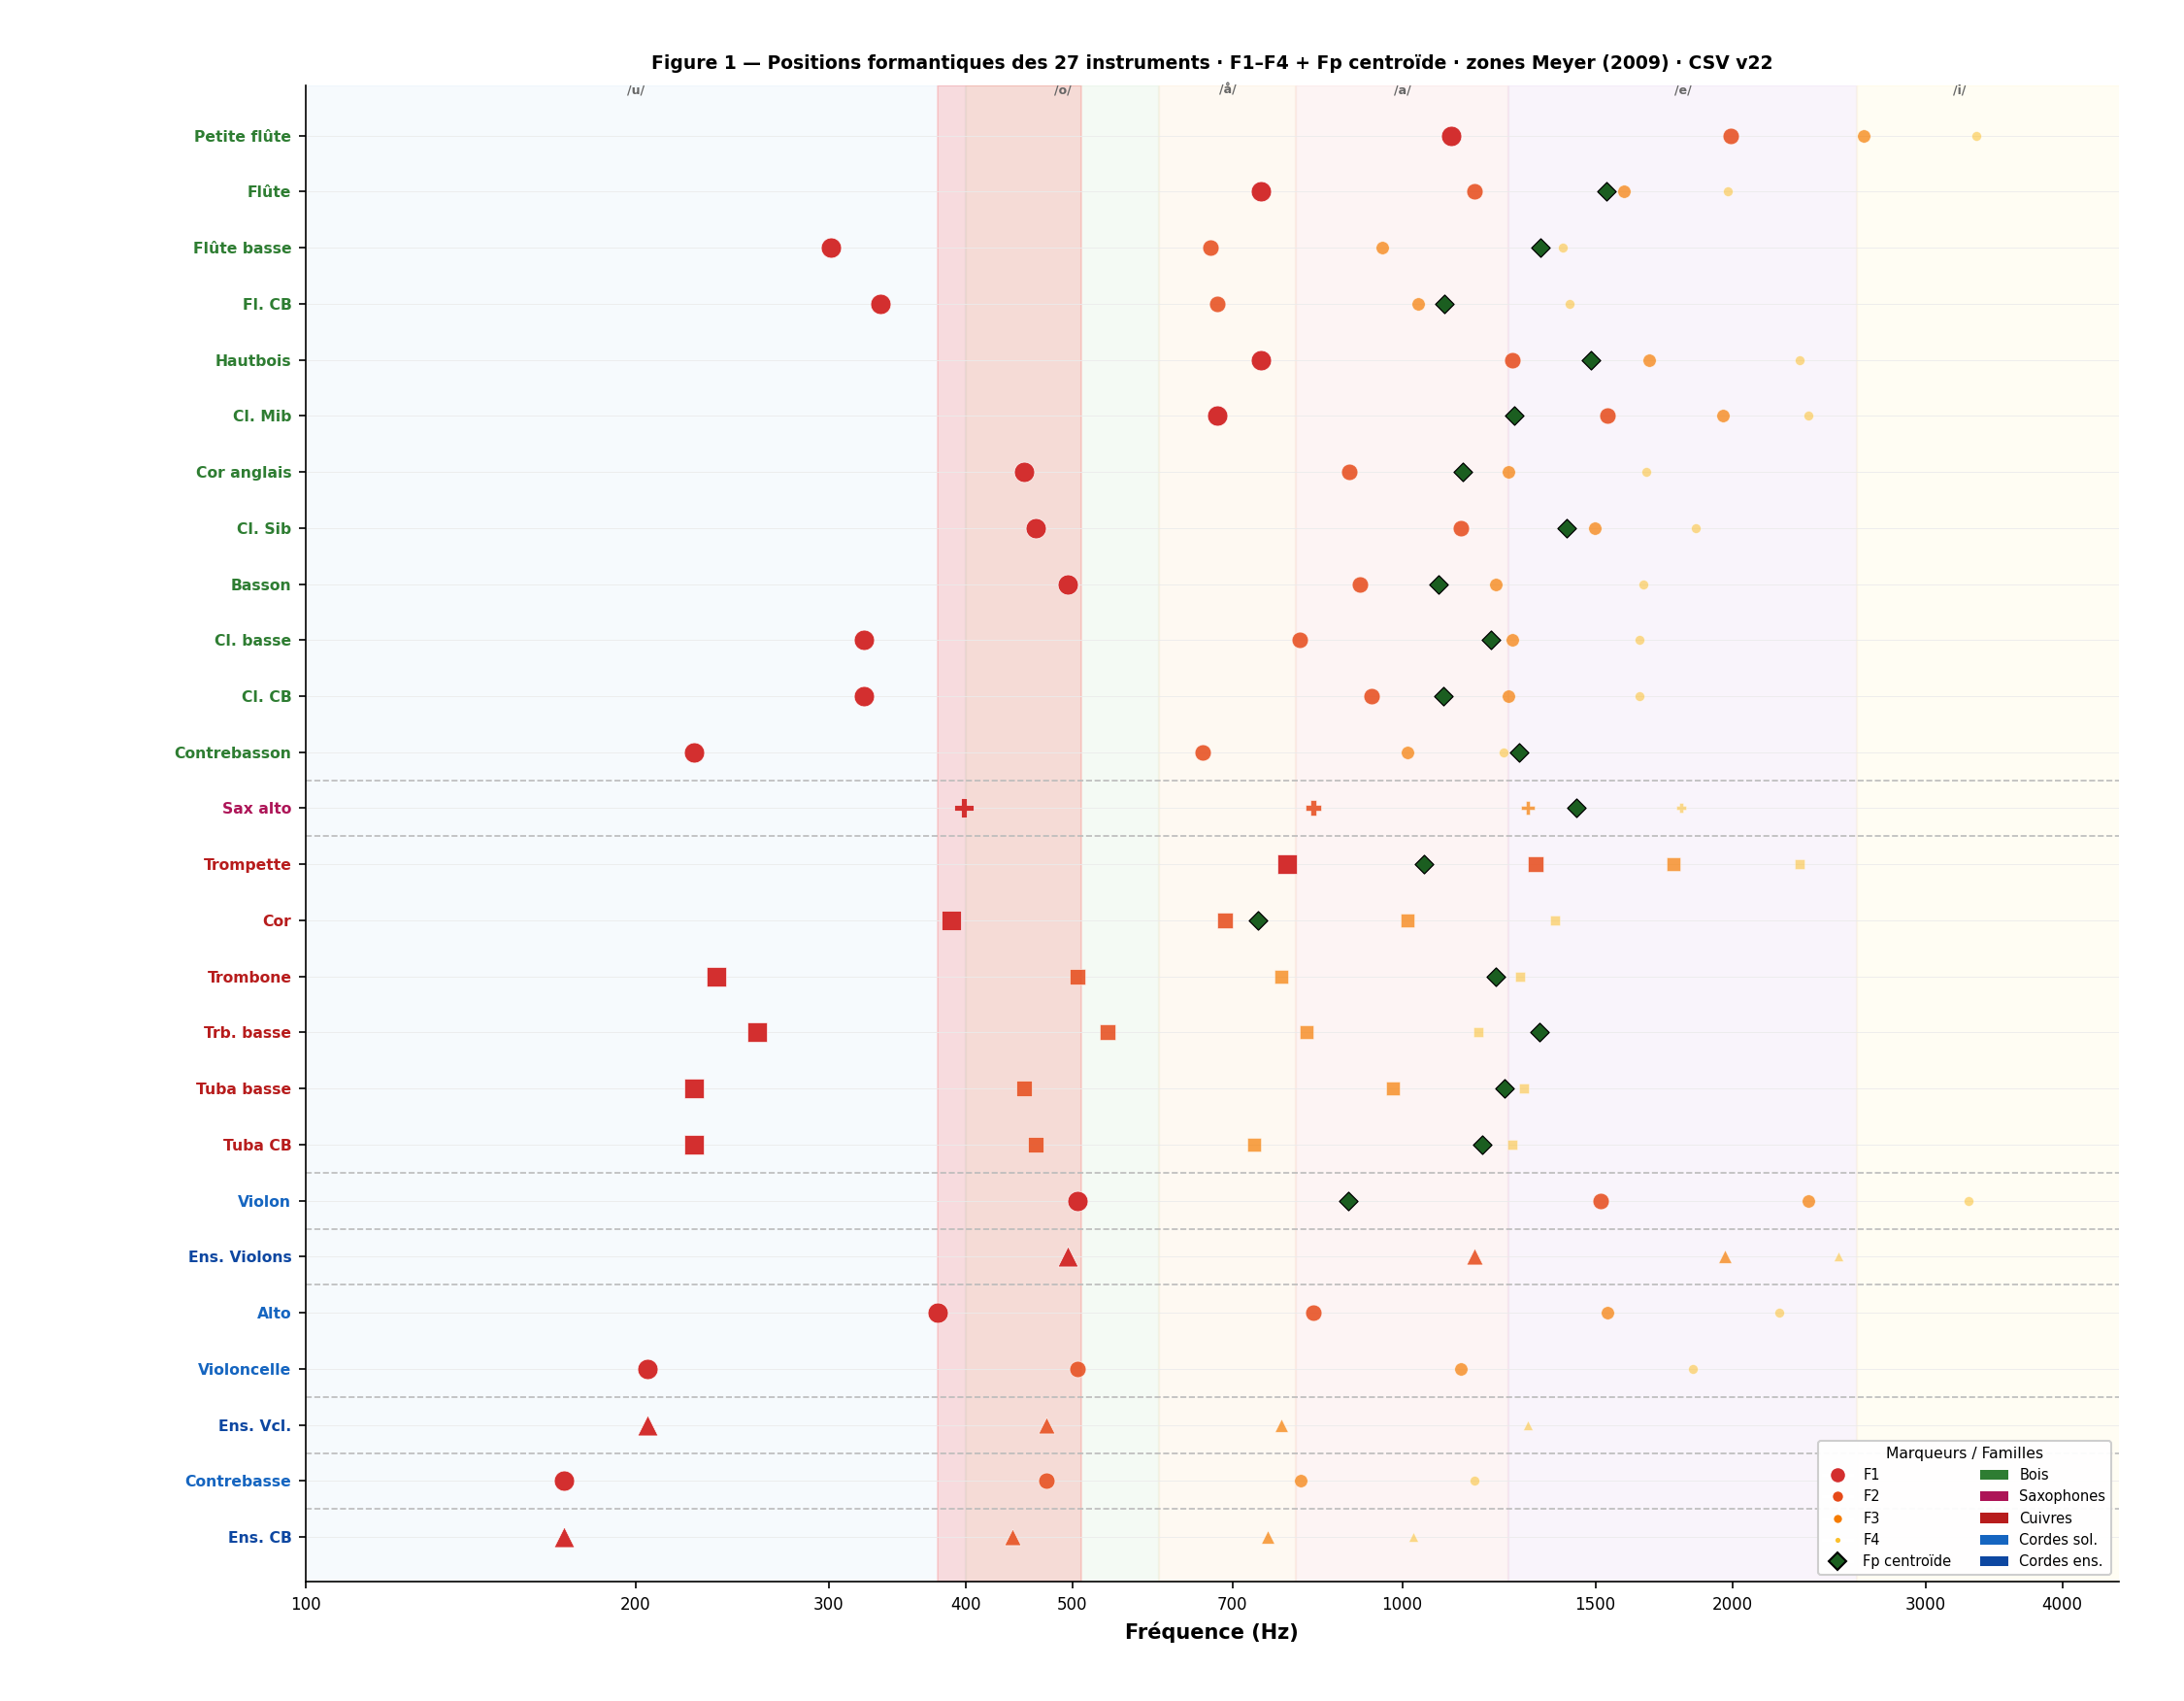 Figure 1 — Positions formantiques des 27 instruments · F1–F4 + Fp centroïde · zones Meyer (2009) · CSV v22
/u/ /o/ /å/ /a/ /e/ /i/
Petite flûte
Flûte
Flûte basse
Fl. CB
Hautbois
Cl. Mib
Cor anglais
Cl. Sib
Basson
Cl. basse
Cl. CB
Contrebasson
Sax alto
Trompette
Cor
Trombone
Trb. basse
Tuba basse
Tuba CB
Violon
Ens. Violons
Alto
Violoncelle
Ens. Vcl.
Contrebasse
Ens. CB
Marqueurs / Familles
F1 Bois
F2 Saxophones
F3 Cuivres
F4 Cordes sol.
Fp centroïde Cordes ens.
100 200 300 400 500 700 1000 1500 2000 3000 4000
Fréquence (Hz)